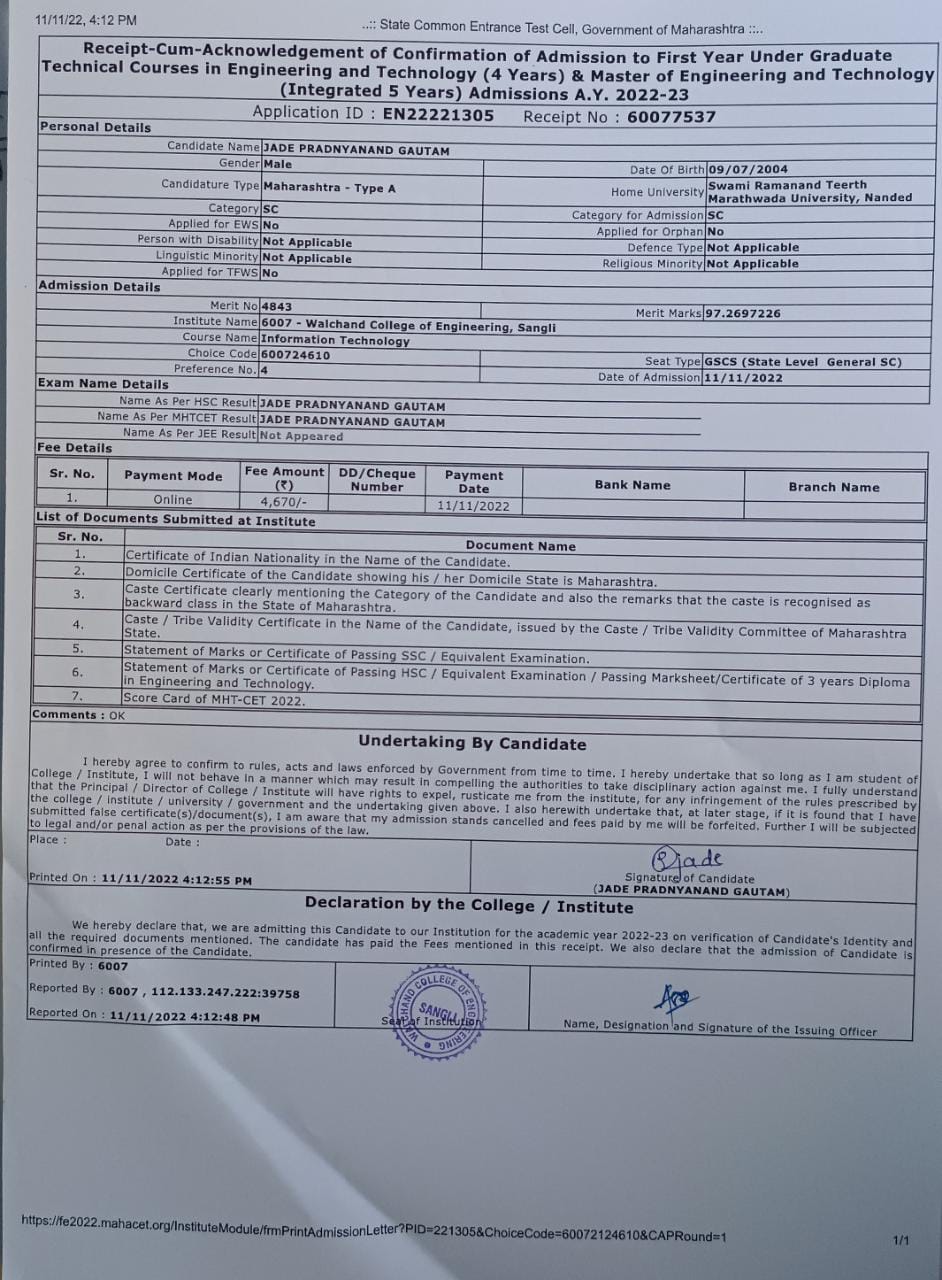 11/11/22, 4:12 PM
..:: State Common Entrance Test Cell, Government of Maharashtra ::..
Receipt-Cum-Acknowledgement of Confirmation of Admission to First Year Under Graduate
Technical Courses in Engineering and Technology (4 Years) & Master of Engineering and Technology
(Integrated 5 Years) Admissions A.Y. 2022-23
Application ID : EN22221305 Receipt No : 60077537
Personal Details
Candidate Name JADE PRADNYANAND GAUTAM
Gender Male Date Of Birth 09/07/2004
Candidature Type Maharashtra - Type A Home University Swami Ramanand Teerth
Marathwada University, Nanded
Category SC Category for Admission SC
Applied for EWS No Applied for Orphan No
Person with Disability Not Applicable Defence Type Not Applicable
Linguistic Minority Not Applicable Religious Minority Not Applicable
Applied for TFWS No
Admission Details
Merit No 4843 Merit Marks 97.2697226
Institute Name 6007 - Walchand College of Engineering, Sangli
Course Name Information Technology
Choice Code 600724610 Seat Type GSCS (State Level General SC)
Preference No. 4 Date of Admission 11/11/2022
Exam Name Details
Name As Per HSC Result JADE PRADNYANAND GAUTAM
Name As Per MHTCET Result JADE PRADNYANAND GAUTAM
Name As Per JEE Result Not Appeared
Fee Details
Sr. No. Payment Mode Fee Amount (₹) DD/Cheque Number Payment Date Bank Name Branch Name
1. Online 4,670/- 11/11/2022
List of Documents Submitted at Institute
Sr. No. Document Name
1. Certificate of Indian Nationality in the Name of the Candidate.
2. Domicile Certificate of the Candidate showing his / her Domicile State is Maharashtra.
3. Caste Certificate clearly mentioning the Category of the Candidate and also the remarks that the caste is recognised as
backward class in the State of Maharashtra.
4. Caste / Tribe Validity Certificate in the Name of the Candidate, issued by the Caste / Tribe Validity Committee of Maharashtra
State.
5. Statement of Marks or Certificate of Passing SSC / Equivalent Examination.
6. Statement of Marks or Certificate of Passing HSC / Equivalent Examination / Passing Marksheet/Certificate of 3 years Diploma
in Engineering and Technology.
7. Score Card of MHT-CET 2022.
Comments : OK
Undertaking By Candidate
I hereby agree to confirm to rules, acts and laws enforced by Government from time to time. I hereby undertake that so long as I am student of
College / Institute, I will not behave in a manner which may result in compelling the authorities to take disciplinary action against me. I fully understand
that the Principal / Director of College / Institute will have rights to expel, rusticate me from the institute, for any infringement of the rules prescribed by
the college / institute / university / government and the undertaking given above. I also herewith undertake that, at later stage, if it is found that I have
submitted false certificate(s)/document(s), I am aware that my admission stands cancelled and fees paid by me will be forfeited. Further I will be subjected
to legal and/or penal action as per the provisions of the law.
Place : Date :
Jade
Signature of Candidate
Printed On : 11/11/2022 4:12:55 PM (JADE PRADNYANAND GAUTAM)
Declaration by the College / Institute
We hereby declare that, we are admitting this Candidate to our Institution for the academic year 2022-23 on verification of Candidate's Identity and
all the required documents mentioned. The candidate has paid the Fees mentioned in this receipt. We also declare that the admission of Candidate is
confirmed in presence of the Candidate.
Printed By : 6007
Reported By : 6007 , 112.133.247.222:39758
Reported On : 11/11/2022 4:12:48 PM
WALCHAND COLLEGE OF ENGINEERING
SANGLI
Seal of Institution
Name, Designation and Signature of the Issuing Officer
https://fe2022.mahacet.org/InstituteModule/frmPrintAdmissionLetter?PID=221305&ChoiceCode=60072124610&CAPRound=1
1/1